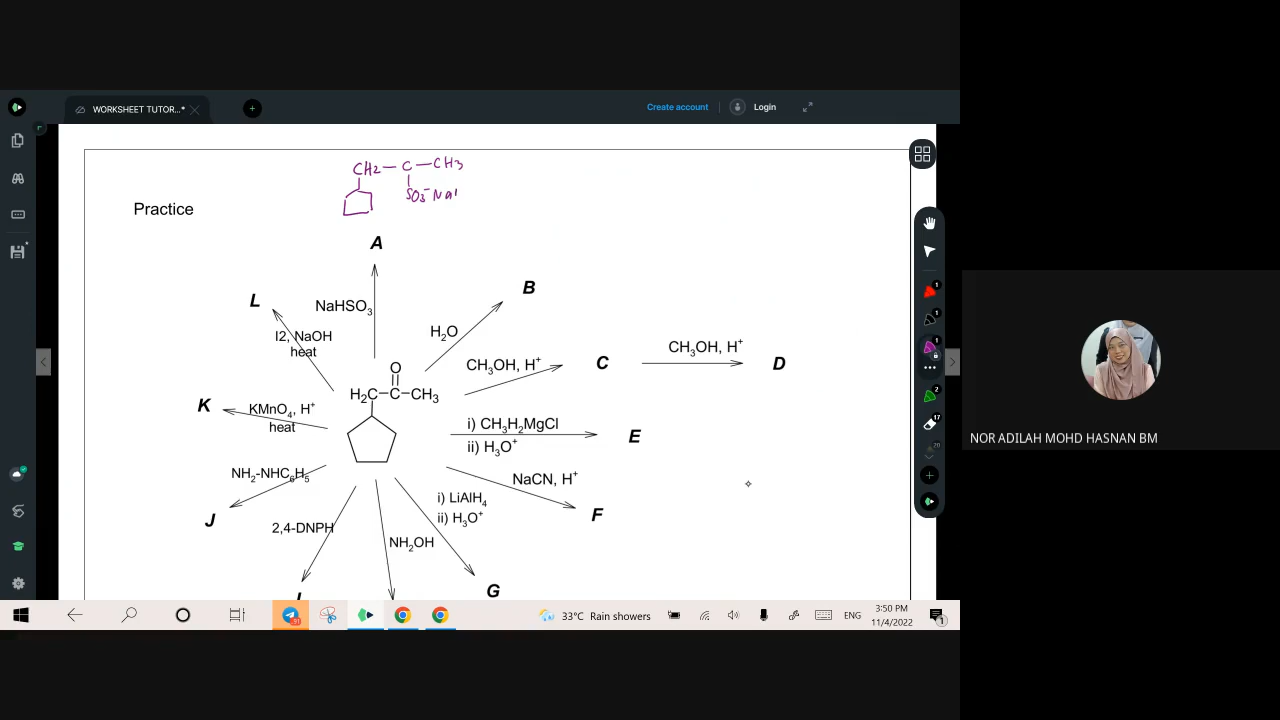 WORKSHEET TUTOR...*
Create account
Login
CH2 — C — CH3
SO3⁻ Na⁺
Practice
A
B
L
NaHSO3
H2O
I2, NaOH
heat
CH3OH, H+
C
CH3OH, H+
D
O
H2C—C—CH3
K
KMnO4, H+
heat
i) CH3H2MgCl
ii) H3O+
E
NH2-NHC6H5
NaCN, H+
F
J
i) LiAlH4
ii) H3O+
2,4-DNPH
NH2OH
G
I
NOR ADILAH MOHD HASNAN BM
33°C Rain showers
ENG
3:50 PM
11/4/2022